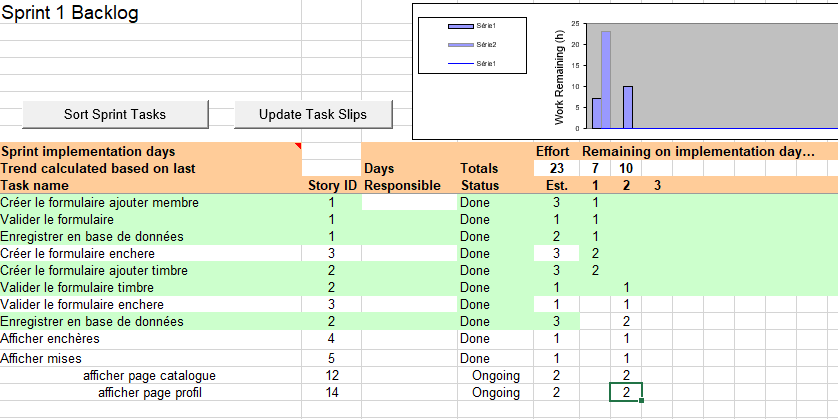 Sprint 1 Backlog
Série1
Série2
Série1
Work Remaining (h)
25
20
15
10
5
0
Sort Sprint Tasks
Update Task Slips
Sprint implementation days Effort Remaining on implementation day…
Trend calculated based on last Days Totals 23 7 10
Task name Story ID Responsible Status Est. 1 2 3
Créer le formulaire ajouter membre 1 Done 3 1
Valider le formulaire 1 Done 1 1
Enregistrer en base de données 1 Done 2 1
Créer le formulaire enchere 3 Done 3 2
Créer le formulaire ajouter timbre 2 Done 3 2
Valider le formulaire timbre 2 Done 1 1
Valider le formulaire enchere 3 Done 1 1
Enregistrer en base de données 2 Done 3 2
Afficher enchères 4 Done 1 1
Afficher mises 5 Done 1 1
afficher page catalogue 12 Ongoing 2 2
afficher page profil 14 Ongoing 2 2